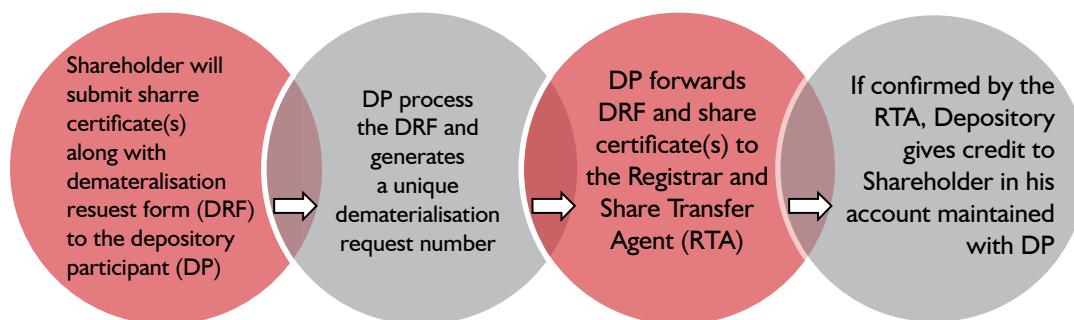 Shareholder will
submit sharre
certificate(s)
along with
demateralisation
resuest form (DRF)
to the depository
participant (DP)
DP process
the DRF and
generates
a unique
dematerialisation
request number
DP forwards
DRF and share
certificate(s) to
the Registrar and
Share Transfer
Agent (RTA)
If confirmed by the
RTA, Depository
gives credit to
Shareholder in his
account maintained
with DP